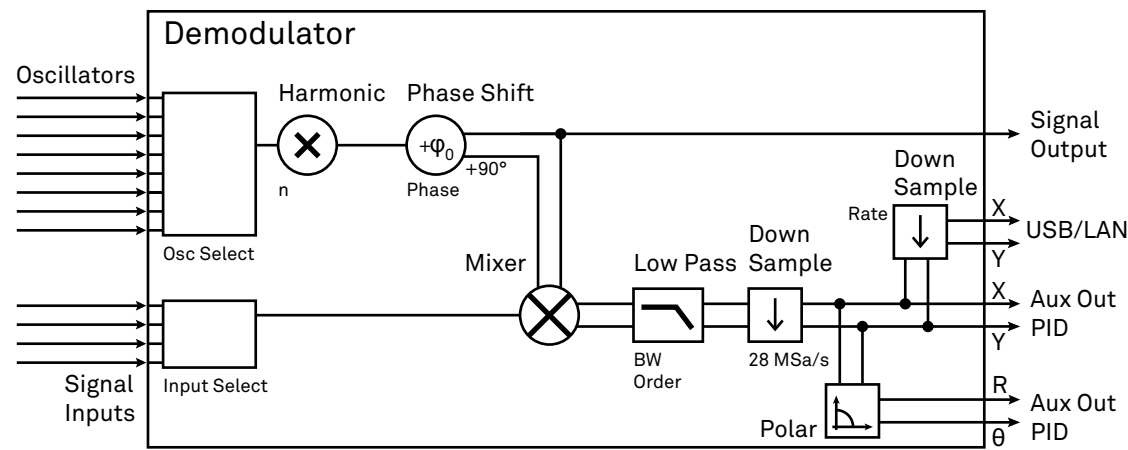 Demodulator
Oscillators
Harmonic
Phase Shift
+φ₀
+90°
n
Phase
Osc Select
Signal
Output
Down
Sample
Rate
X
USB/LAN
Y
Mixer
Low Pass
Down
Sample
X
Aux Out
PID
Y
BW
Order
28 MSa/s
Input Select
Signal
Inputs
Polar
R
Aux Out
PID
θ